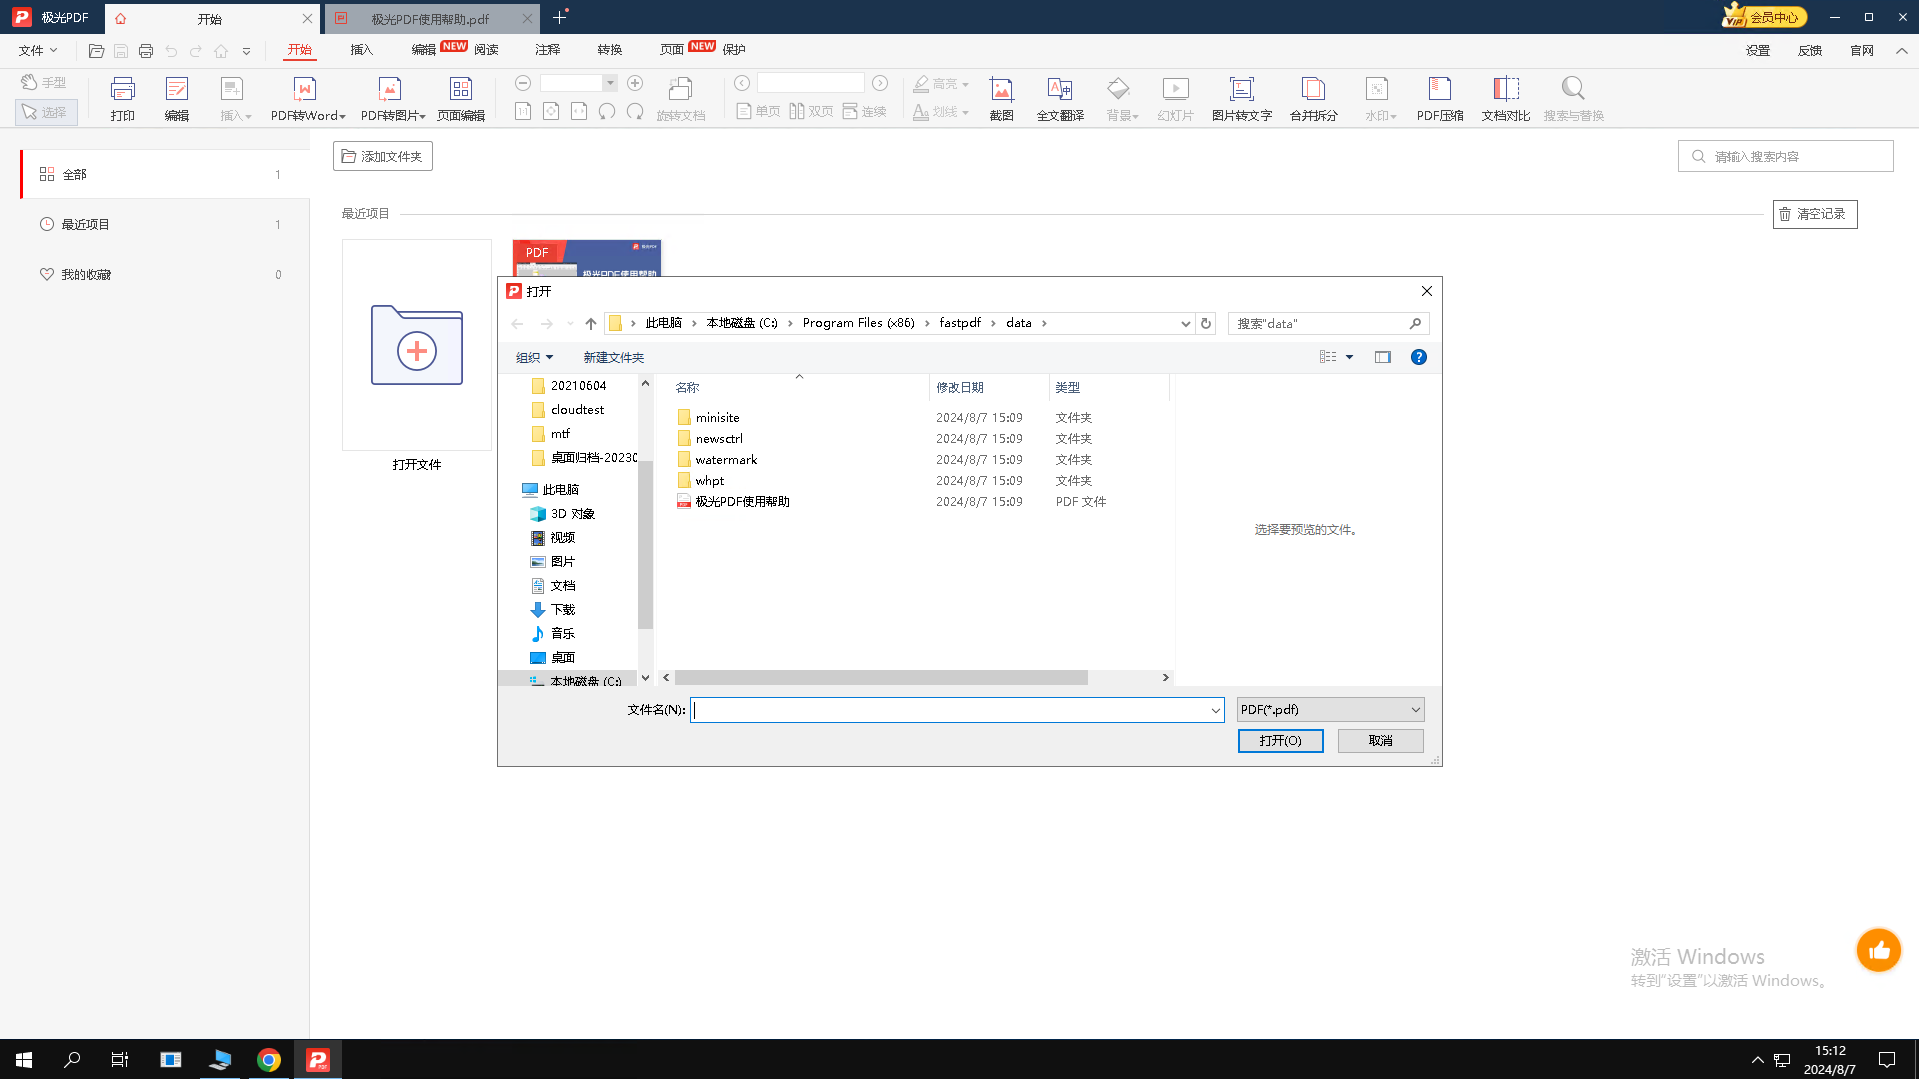 极光PDF
开始
极光PDF使用帮助.pdf
VIP 会员中心
文件
开始
插入
编辑
NEW
阅读
注释
转换
页面
NEW
保护
设置
反馈
官网
手型
选择
打印
编辑
插入
PDF转Word
PDF转图片
页面编辑
1:1
旋转文档
单页
双页
连续
高亮
划线
截图
全文翻译
背景
幻灯片
图片转文字
合并拆分
水印
PDF压缩
文档对比
搜索与替换
全部 1
最近项目 1
我的收藏 0
添加文件夹
请输入搜索内容
最近项目
清空记录
PDF
极光PDF
极光PDF使用帮助
打开文件
打开
此电脑 > 本地磁盘 (C:) > Program Files (x86) > fastpdf > data >
搜索"data"
组织
新建文件夹
20210604
cloudtest
mtf
桌面归档-20230
此电脑
3D 对象
视频
图片
文档
下载
音乐
桌面
本地磁盘 (C:)
名称 修改日期 类型
minisite 2024/8/7 15:09 文件夹
newsctrl 2024/8/7 15:09 文件夹
watermark 2024/8/7 15:09 文件夹
whpt 2024/8/7 15:09 文件夹
极光PDF使用帮助 2024/8/7 15:09 PDF 文件
选择要预览的文件。
文件名(N):
PDF(*.pdf)
打开(O)
取消
激活 Windows
转到"设置"以激活 Windows。
15:12
2024/8/7